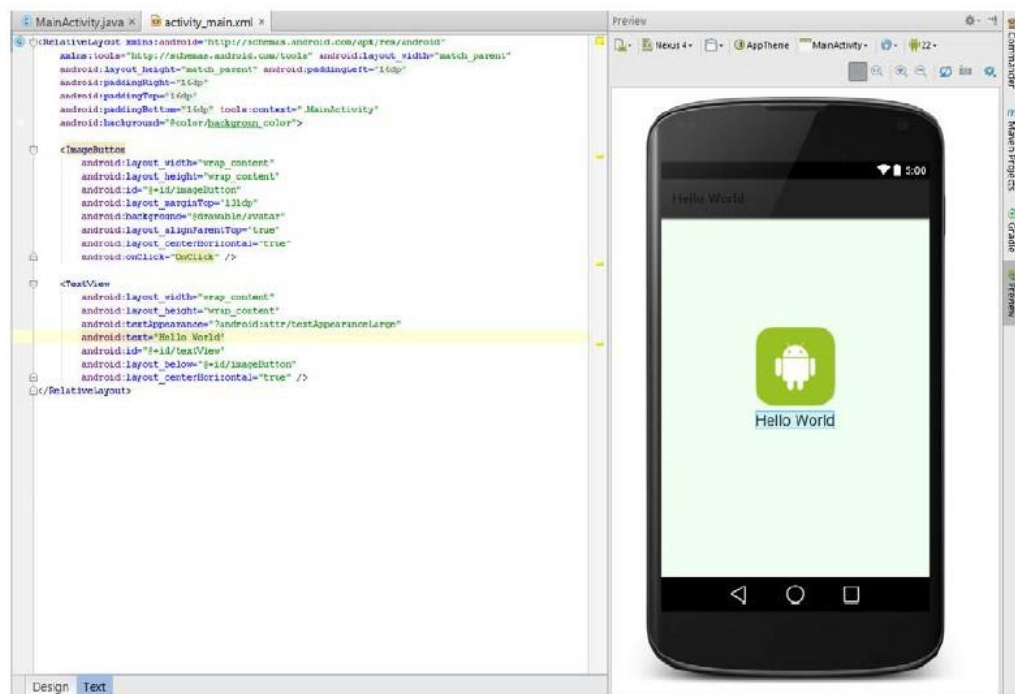 MainActivity.java ×
activity_main.xml ×
<RelativeLayout xmlns:android="http://schemas.android.com/apk/res/android"
xmlns:tools="http://schemas.android.com/tools" android:layout_width="match_parent"
android:layout_height="match_parent" android:paddingLeft="16dp"
android:paddingRight="16dp"
android:paddingTop="16dp"
android:paddingBottom="16dp" tools:context=".MainActivity"
android:background="@color/backgroun_color">
<ImageButton
android:layout_width="wrap_content"
android:layout_height="wrap_content"
android:id="@+id/imageButton"
android:layout_marginTop="131dp"
android:background="@drawable/avatar"
android:layout_alignParentTop="true"
android:layout_centerHorizontal="true"
android:onClick="OnClick" />
<TextView
android:layout_width="wrap_content"
android:layout_height="wrap_content"
android:textAppearance="?android:attr/textAppearanceLarge"
android:text="Hello World"
android:id="@+id/textView"
android:layout_below="@+id/imageButton"
android:layout_centerHorizontal="true" />
</RelativeLayout>
Design Text
Preview
Nexus 4
AppTheme
MainActivity
22
5:00
Hello World
Hello World
Commander
Maven Projects
Gradle
Preview